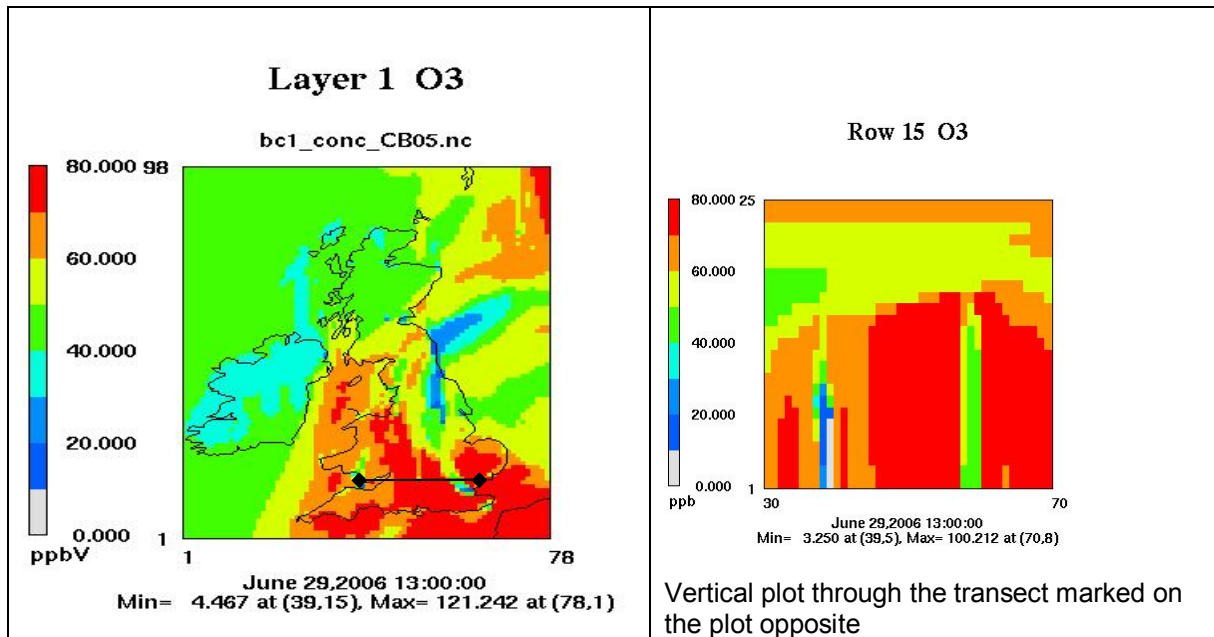 Layer 1 O3
bc1_conc_CB05.nc
80.000
60.000
40.000
20.000
0.000
ppbV
98
1
1
78
June 29,2006 13:00:00
Min= 4.467 at (39,15), Max= 121.242 at (78,1)
Row 15 O3
80.000
60.000
40.000
20.000
0.000
ppb
25
1
30
70
June 29,2006 13:00:00
Min= 3.250 at (39,5), Max= 100.212 at (70,8)
Vertical plot through the transect marked on
the plot opposite